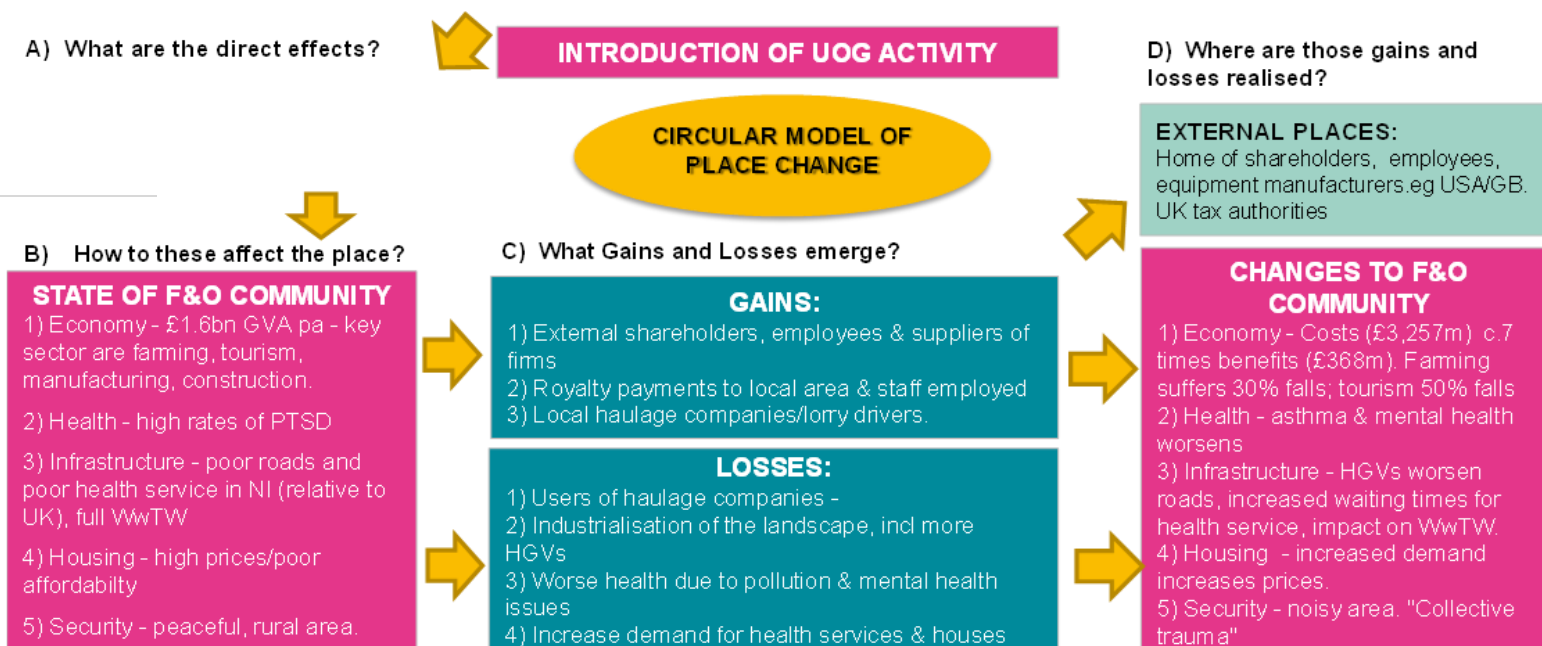 A) What are the direct effects?
INTRODUCTION OF UOG ACTIVITY
CIRCULAR MODEL OF
PLACE CHANGE
D) Where are those gains and
losses realised?
EXTERNAL PLACES:
Home of shareholders, employees,
equipment manufacturers.eg USA/GB.
UK tax authorities
B) How to these affect the place?
STATE OF F&O COMMUNITY
1) Economy - £1.6bn GVA pa - key
sector are farming, tourism,
manufacturing, construction.
2) Health - high rates of PTSD
3) Infrastructure - poor roads and
poor health service in NI (relative to
UK), full WwTW
4) Housing - high prices/poor
affordabilty
5) Security - peaceful, rural area.
C) What Gains and Losses emerge?
GAINS:
1) External shareholders, employees & suppliers of
firms
2) Royalty payments to local area & staff employed
3) Local haulage companies/lorry drivers.
LOSSES:
1) Users of haulage companies -
2) Industrialisation of the landscape, incl more
HGVs
3) Worse health due to pollution & mental health
issues
4) Increase demand for health services & houses
CHANGES TO F&O
COMMUNITY
1) Economy - Costs (£3,257m) c.7
times benefits (£368m). Farming
suffers 30% falls; tourism 50% falls
2) Health - asthma & mental health
worsens
3) Infrastructure - HGVs worsen
roads, increased waiting times for
health service, impact on WwTW.
4) Housing - increased demand
increases prices.
5) Security - noisy area. "Collective
trauma"